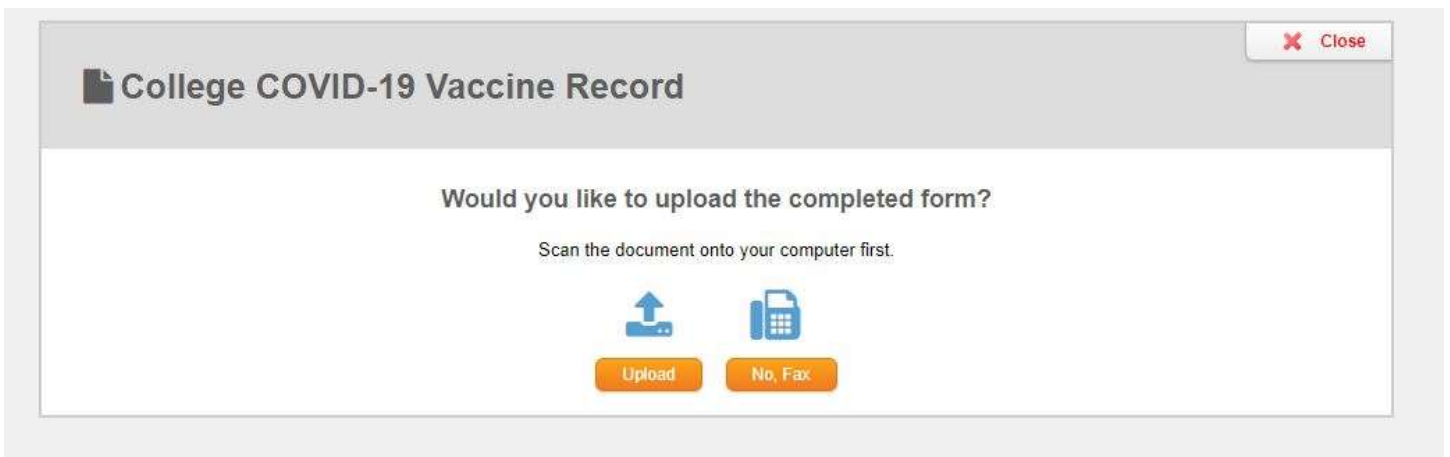 Close
College COVID-19 Vaccine Record
Would you like to upload the completed form?
Scan the document onto your computer first.
Upload
No, Fax